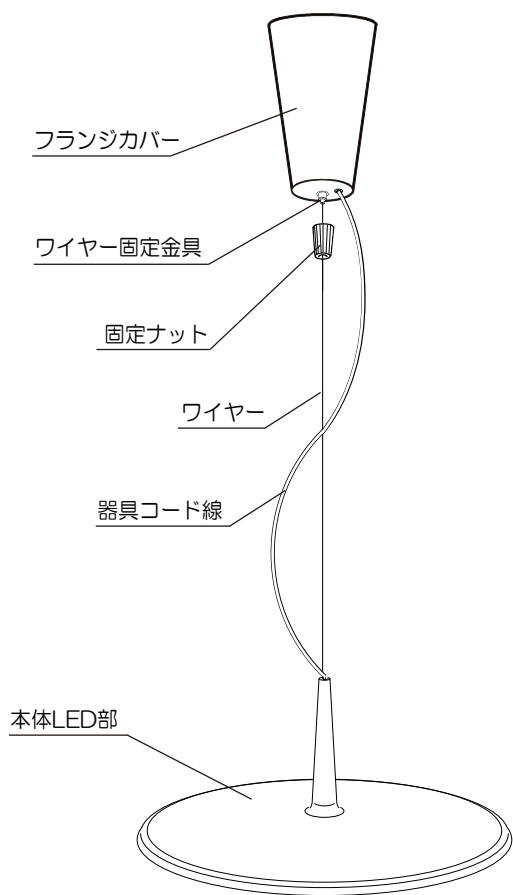 フランジカバー
ワイヤー固定金具
固定ナット
ワイヤー
器具コード線
本体LED部